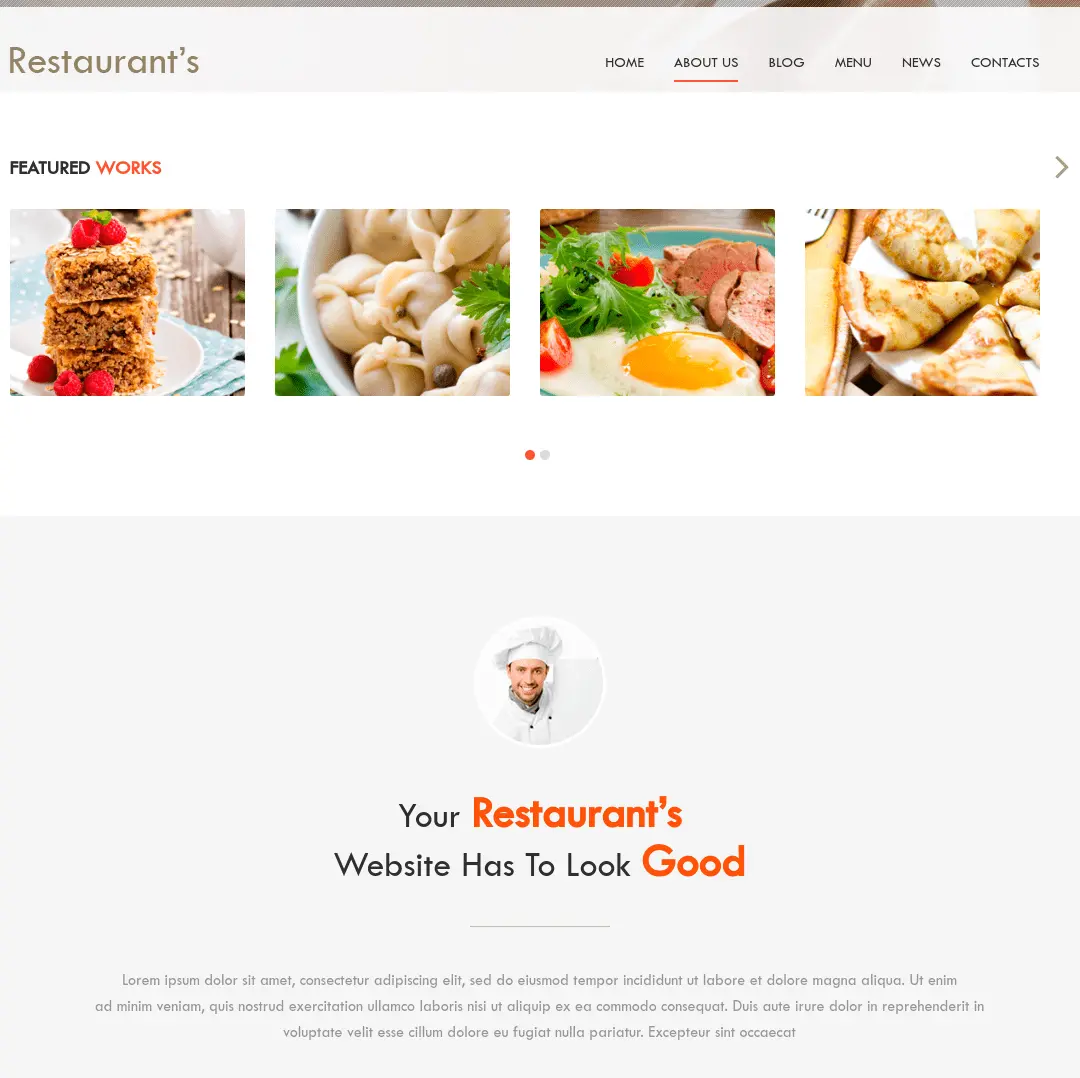 Restaurant’s
HOME ABOUT US BLOG MENU NEWS CONTACTS
FEATURED WORKS
Your Restaurant’s
Website Has To Look Good
Lorem ipsum dolor sit amet, consectetur adipiscing elit, sed do eiusmod tempor incididunt ut labore et dolore magna aliqua. Ut enim
ad minim veniam, quis nostrud exercitation ullamco laboris nisi ut aliquip ex ea commodo consequat. Duis aute irure dolor in reprehenderit in
voluptate velit esse cillum dolore eu fugiat nulla pariatur. Excepteur sint occaecat